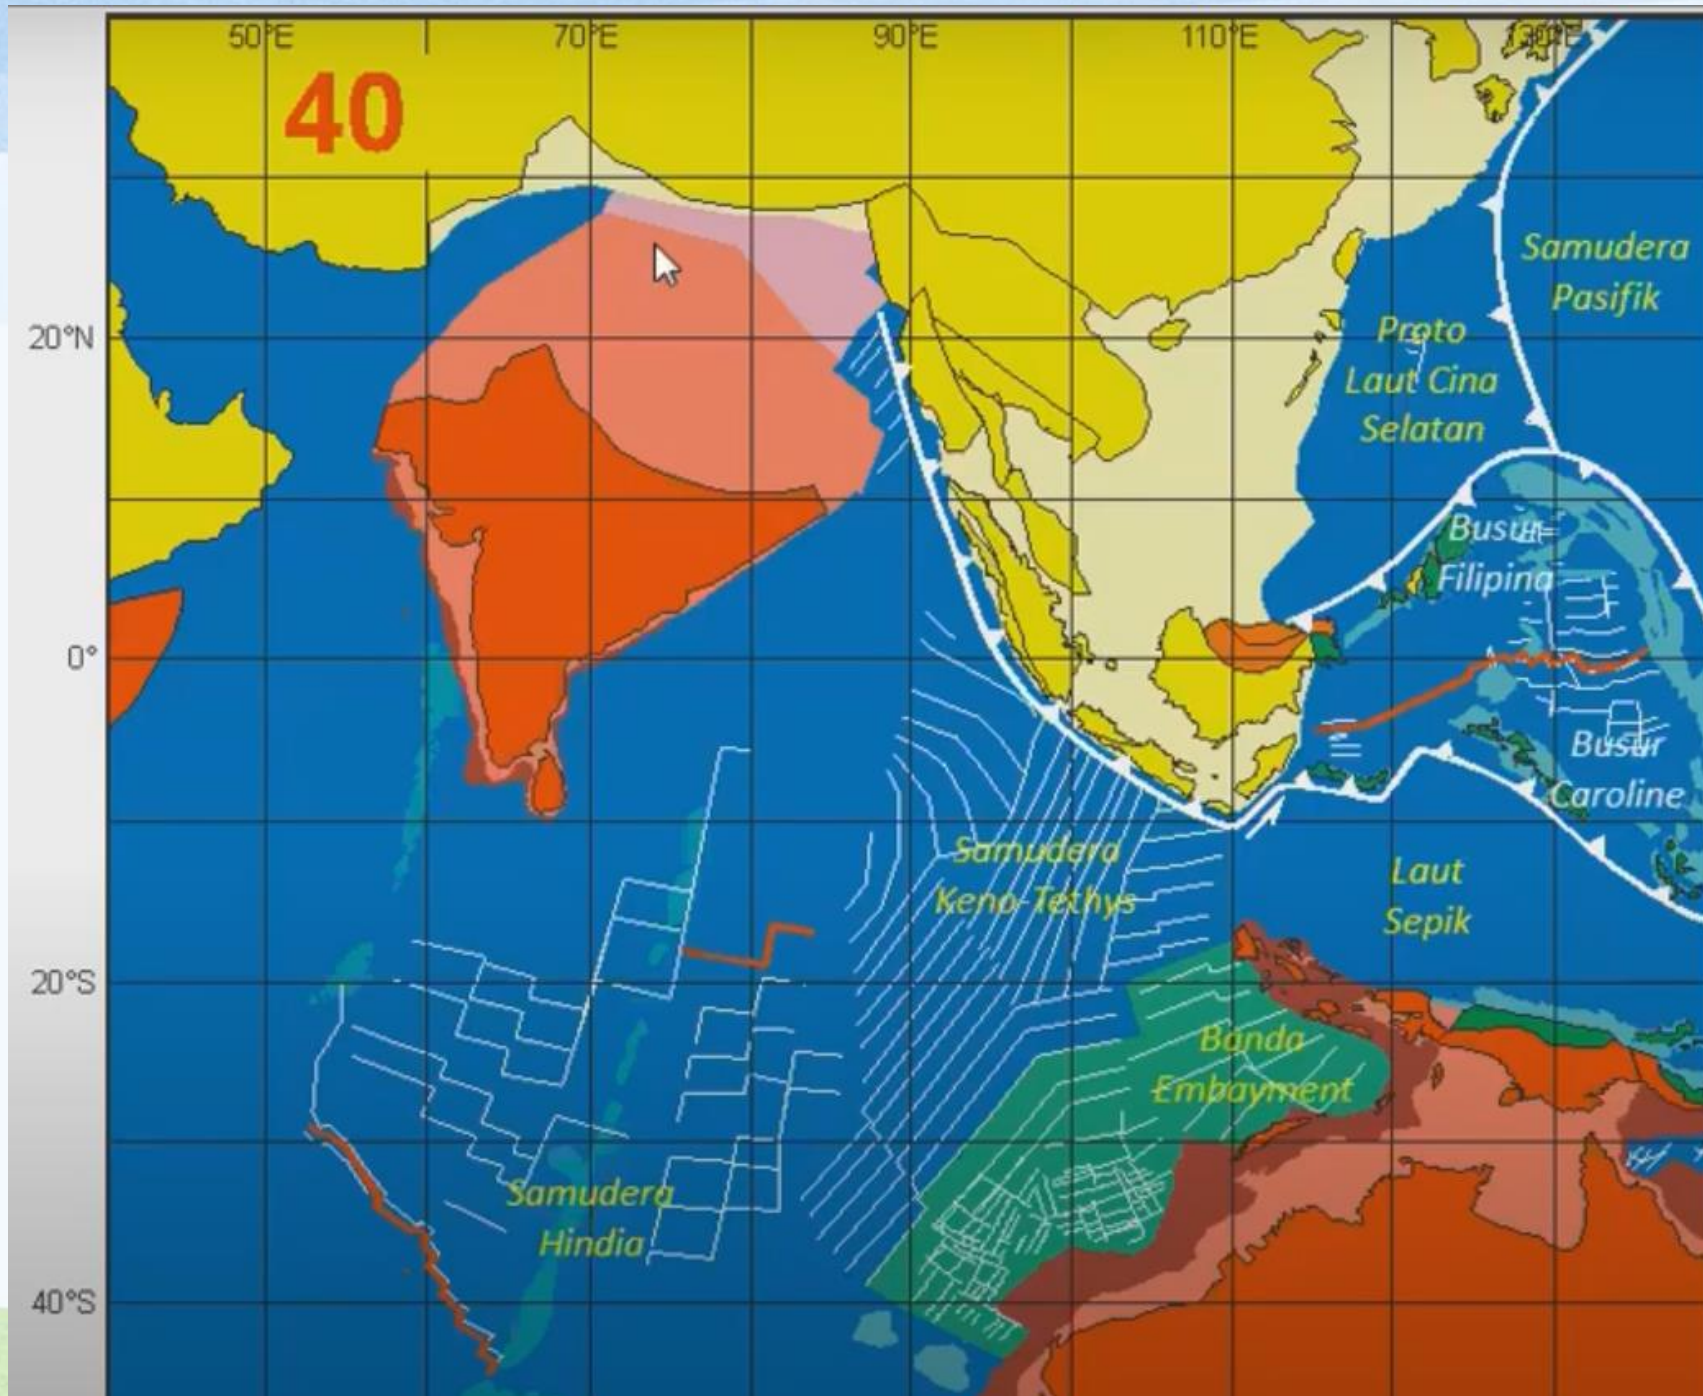 50°E 70°E 90°E 110°E 130°E
40
Samudera
Pasifik
20°N
Proto
Laut Cina
Selatan
Busur
Filipina
0°
Busur
Caroline
Samudera
Keno-Tethys
Laut
Sepik
20°S
Banda
Embayment
Samudera
Hindia
40°S